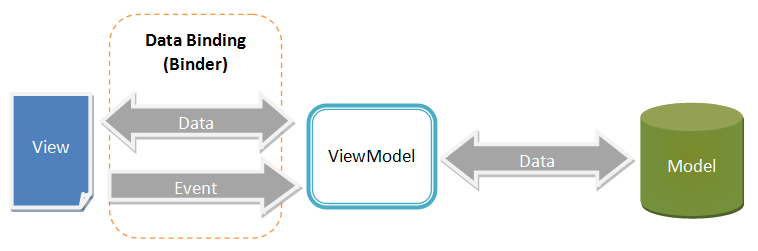 Data Binding
(Binder)
View
Data
Event
ViewModel
Data
Model